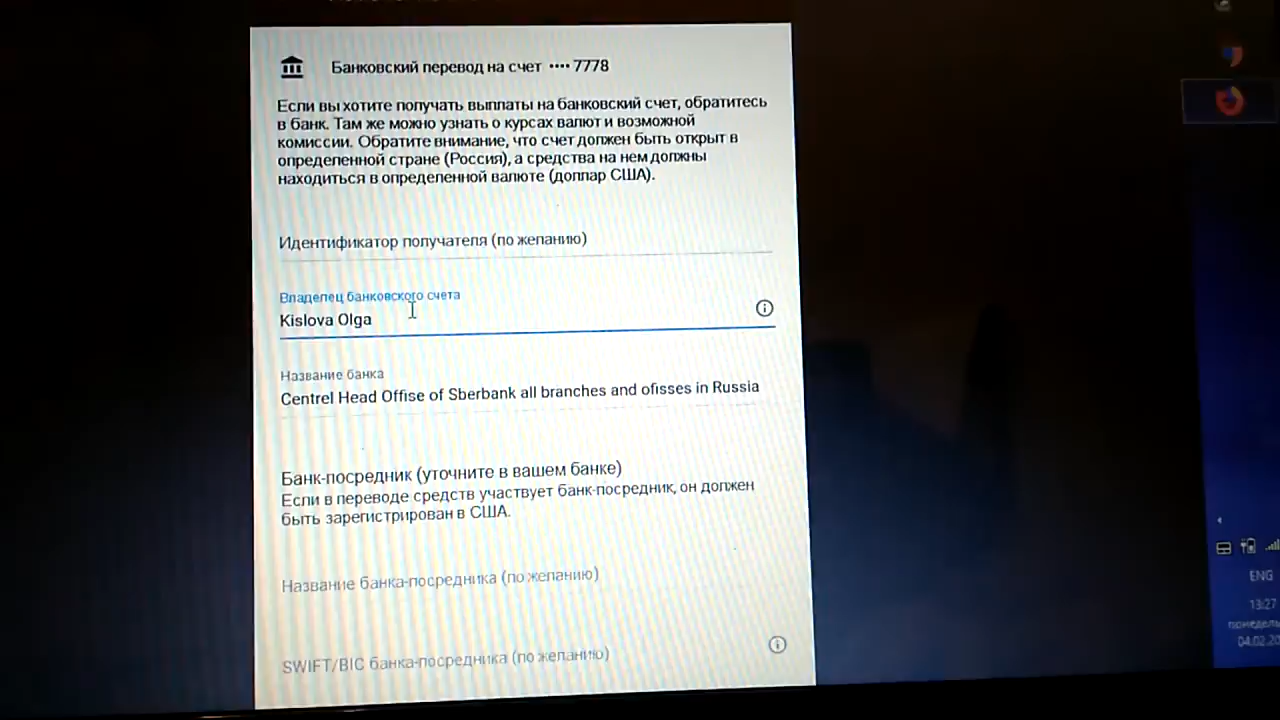 Банковский перевод на счет •••• 7778
Если вы хотите получать выплаты на банковский счет, обратитесь
в банк. Там же можно узнать о курсах валют и возможной
комиссии. Обратите внимание, что счет должен быть открыт в
определенной стране (Россия), а средства на нем должны
находиться в определенной валюте (доллар США).
Идентификатор получателя (по желанию)
Владелец банковского счета
Kislova Olga
Название банка
Centrel Head Offise of Sberbank all branches and ofisses in Russia
Банк-посредник (уточните в вашем банке)
Если в переводе средств участвует банк-посредник, он должен
быть зарегистрирован в США.
Название банка-посредника (по желанию)
SWIFT/BIC банка-посредника (по желанию)
ENG
13:27
04.02.20